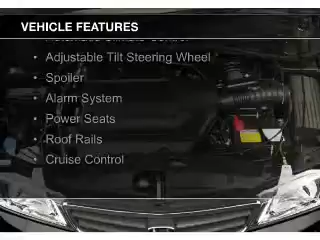 VEHICLE FEATURES
• Adjustable Tilt Steering Wheel
• Spoiler
• Alarm System
• Power Seats
• Roof Rails
• Cruise Control